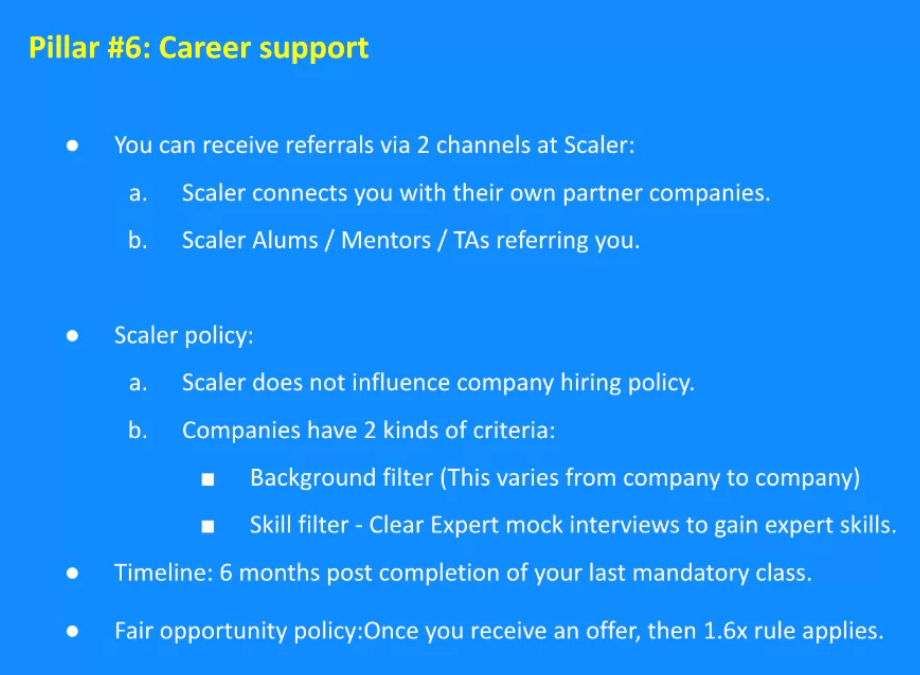 Pillar #6: Career support
● You can receive referrals via 2 channels at Scaler:
a. Scaler connects you with their own partner companies.
b. Scaler Alums / Mentors / TAs referring you.
● Scaler policy:
a. Scaler does not influence company hiring policy.
b. Companies have 2 kinds of criteria:
■ Background filter (This varies from company to company)
■ Skill filter - Clear Expert mock interviews to gain expert skills.
● Timeline: 6 months post completion of your last mandatory class.
● Fair opportunity policy:Once you receive an offer, then 1.6x rule applies.